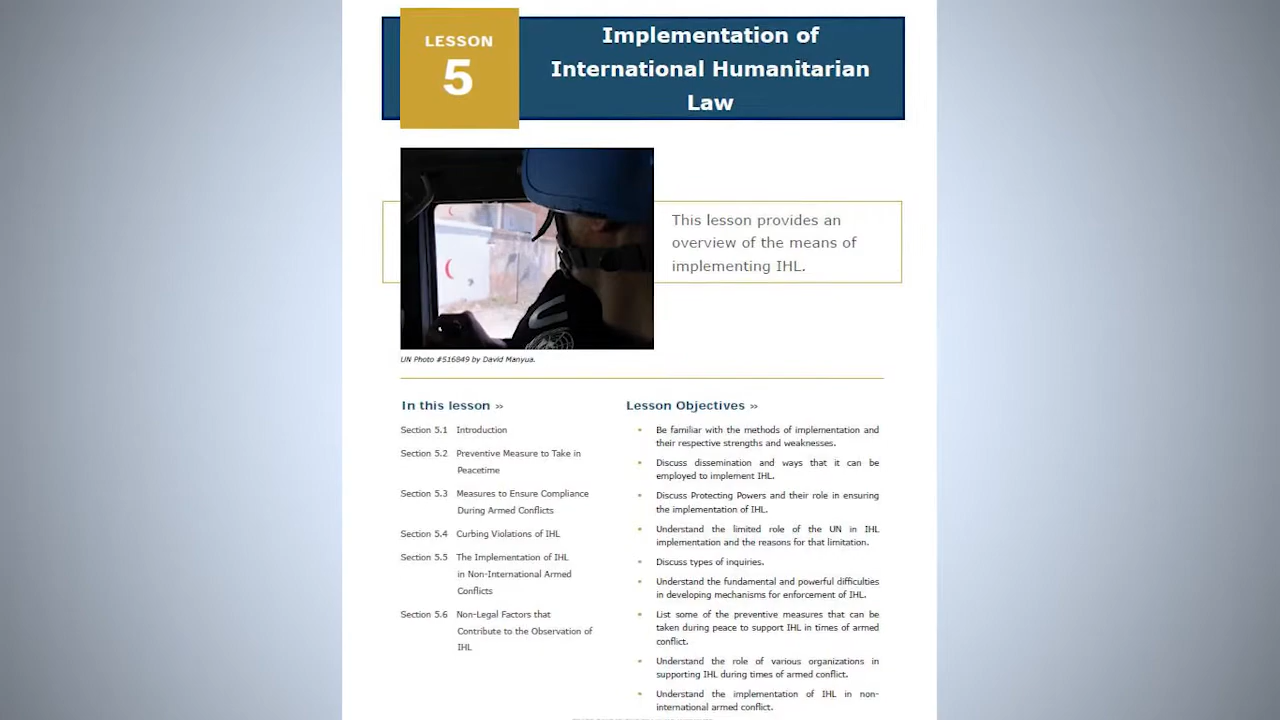 LESSON
5
Implementation of
International Humanitarian
Law
This lesson provides an
overview of the means of
implementing IHL.
UN Photo #516849 by David Manyua.
In this lesson »
Section 5.1 Introduction
Section 5.2 Preventive Measure to Take in
Peacetime
Section 5.3 Measures to Ensure Compliance
During Armed Conflicts
Section 5.4 Curbing Violations of IHL
Section 5.5 The Implementation of IHL
in Non-International Armed
Conflicts
Section 5.6 Non-Legal Factors that
Contribute to the Observation of
IHL
Lesson Objectives »
• Be familiar with the methods of implementation and
their respective strengths and weaknesses.
• Discuss dissemination and ways that it can be
employed to implement IHL.
• Discuss Protecting Powers and their role in ensuring
the implementation of IHL.
• Understand the limited role of the UN in IHL
implementation and the reasons for that limitation.
• Discuss types of inquiries.
• Understand the fundamental and powerful difficulties
in developing mechanisms for enforcement of IHL.
• List some of the preventive measures that can be
taken during peace to support IHL in times of armed
conflict.
• Understand the role of various organizations in
supporting IHL during times of armed conflict.
• Understand the implementation of IHL in non-
international armed conflict.